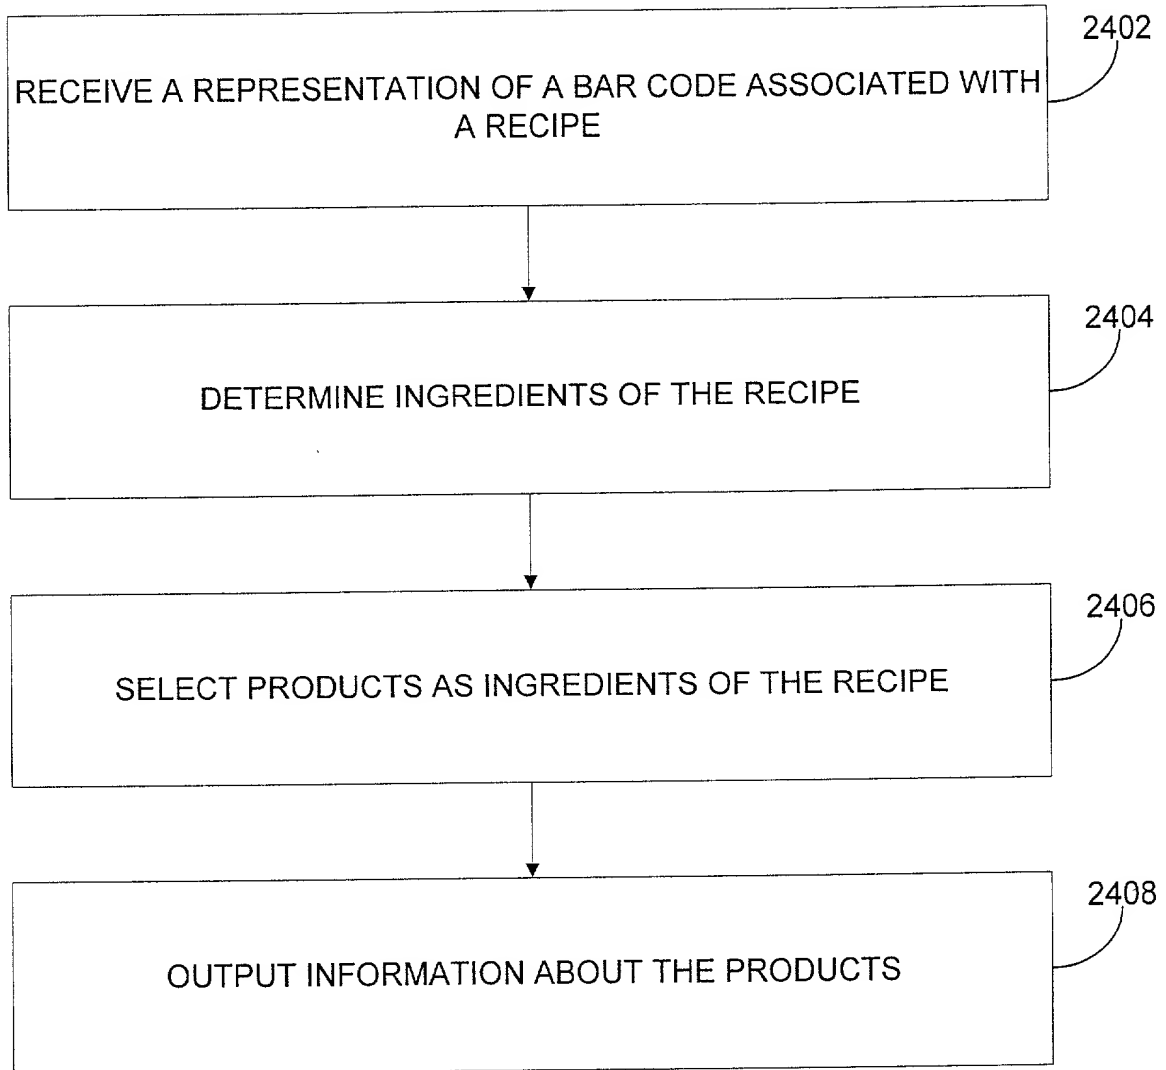 2402
RECEIVE A REPRESENTATION OF A BAR CODE ASSOCIATED WITH
A RECIPE
2404
DETERMINE INGREDIENTS OF THE RECIPE
2406
SELECT PRODUCTS AS INGREDIENTS OF THE RECIPE
2408
OUTPUT INFORMATION ABOUT THE PRODUCTS